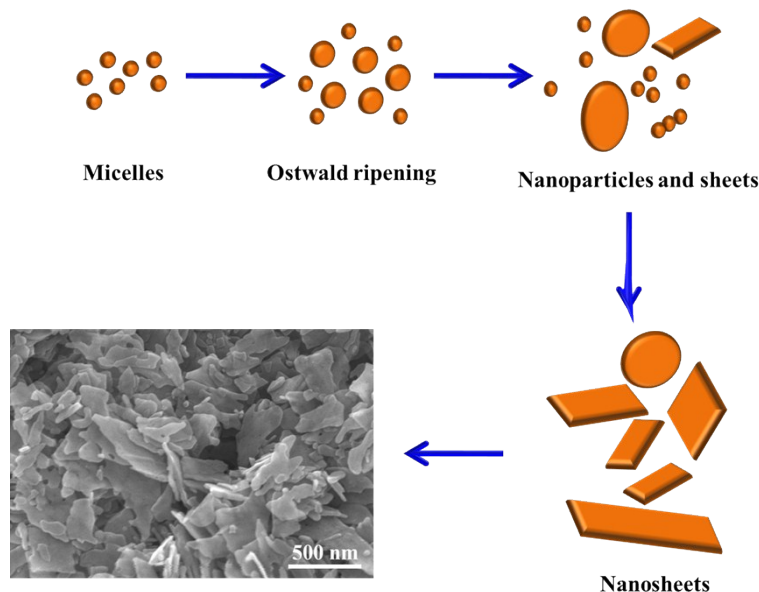 Micelles
Ostwald ripening
Nanoparticles and sheets
500 nm
Nanosheets